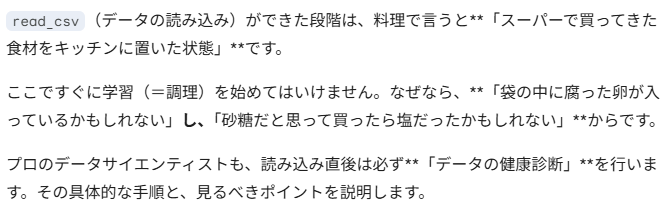 read_csv（データの読み込み）ができた段階は、料理で言うと**「スーパーで買ってきた
食材をキッチンに置いた状態」**です。
ここですぐに学習（＝調理）を始めてはいけません。なぜなら、**「袋の中に腐った卵が入
っているかもしれない」し、「砂糖だと思って買ったら塩だったかもしれない」**からです。
プロのデータサイエンティストも、読み込み直後は必ず**「データの健康診断」**を行いま
す。その具体的な手順と、見るべきポイントを説明します。